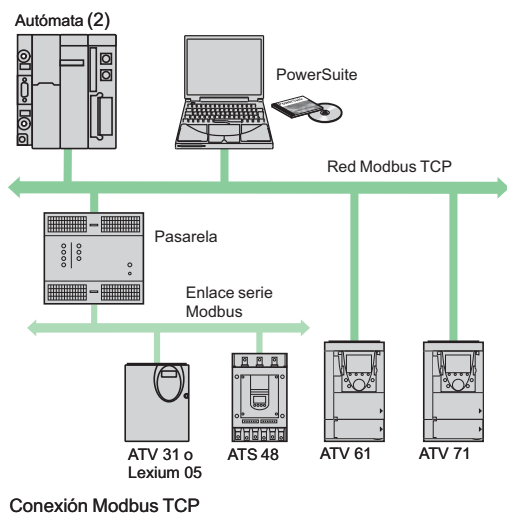 Autómata (2)
PowerSuite
Red Modbus TCP
Pasarela
Enlace serie
Modbus
ATV 31 o
Lexium 05
ATS 48
ATV 61
ATV 71
Conexión Modbus TCP